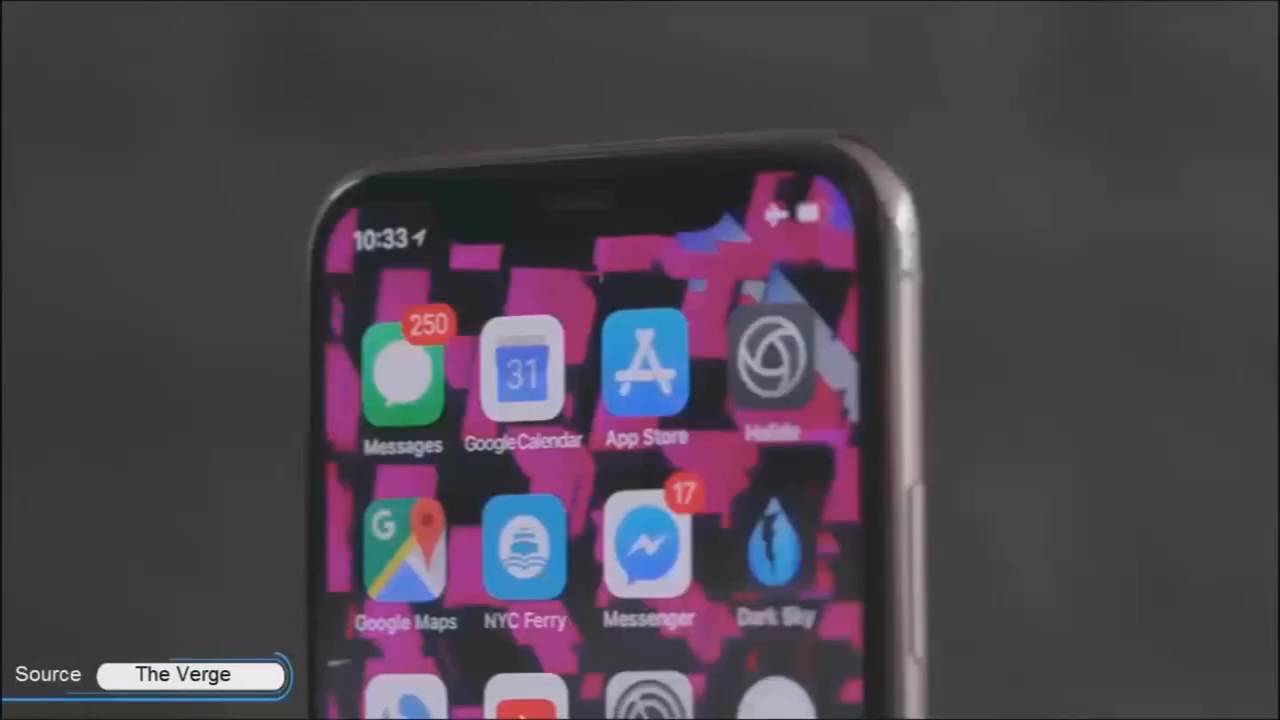 10:33
250
31
Messages
Google Calendar
App Store
Halide
G
17
Google Maps
NYC Ferry
Messenger
Dark Sky
Source
The Verge